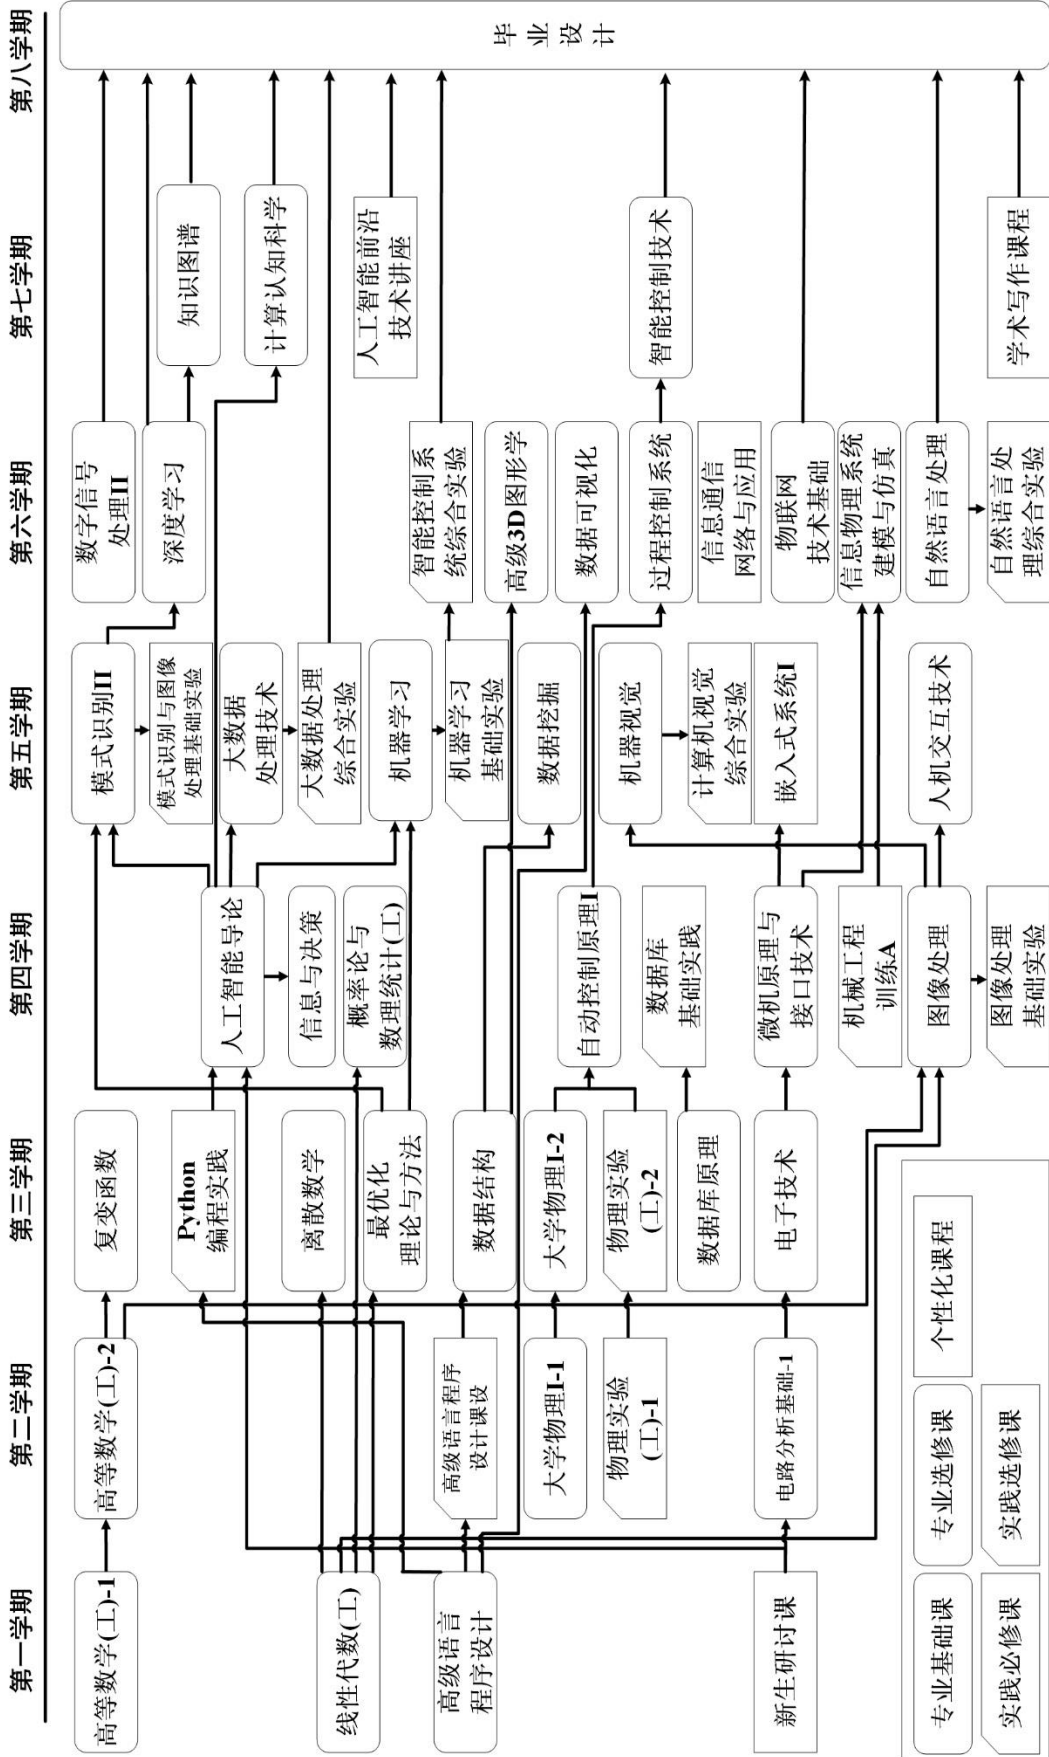 第一学期
第二学期
第三学期
第四学期
第五学期
第六学期
第七学期
第八学期
高等数学(工)-1
线性代数(工)
高级语言
程序设计
新生研讨课
高等数学(工)-2
高级语言程序
设计课设
大学物理I-1
物理实验
(工)-1
电路分析基础-1
复变函数
Python
编程实践
离散数学
最优化
理论与方法
数据结构
大学物理I-2
物理实验
(工)-2
数据库原理
电子技术
人工智能导论
信息与决策
概率论与
数理统计(工)
自动控制原理I
数据库
基础实践
微机原理与
接口技术
机械工程
训练A
图像处理
图像处理
基础实验
模式识别II
模式识别与图像
处理基础实验
大数据
处理技术
大数据处理
综合实验
机器学习
机器学习
基础实验
数据挖掘
机器视觉
计算机视觉
综合实验
嵌入式系统I
人机交互技术
数字信号
处理II
深度学习
智能控制系
统综合实验
高级3D图形学
数据可视化
过程控制系统
信息通信
网络与应用
物联网
技术基础
信息物理系统
建模与仿真
自然语言处理
自然语言处
理综合实验
知识图谱
计算认知科学
人工智能前沿
技术讲座
智能控制技术
学术写作课程
毕业设计
专业基础课
专业选修课
个性化课程
实践必修课
实践选修课